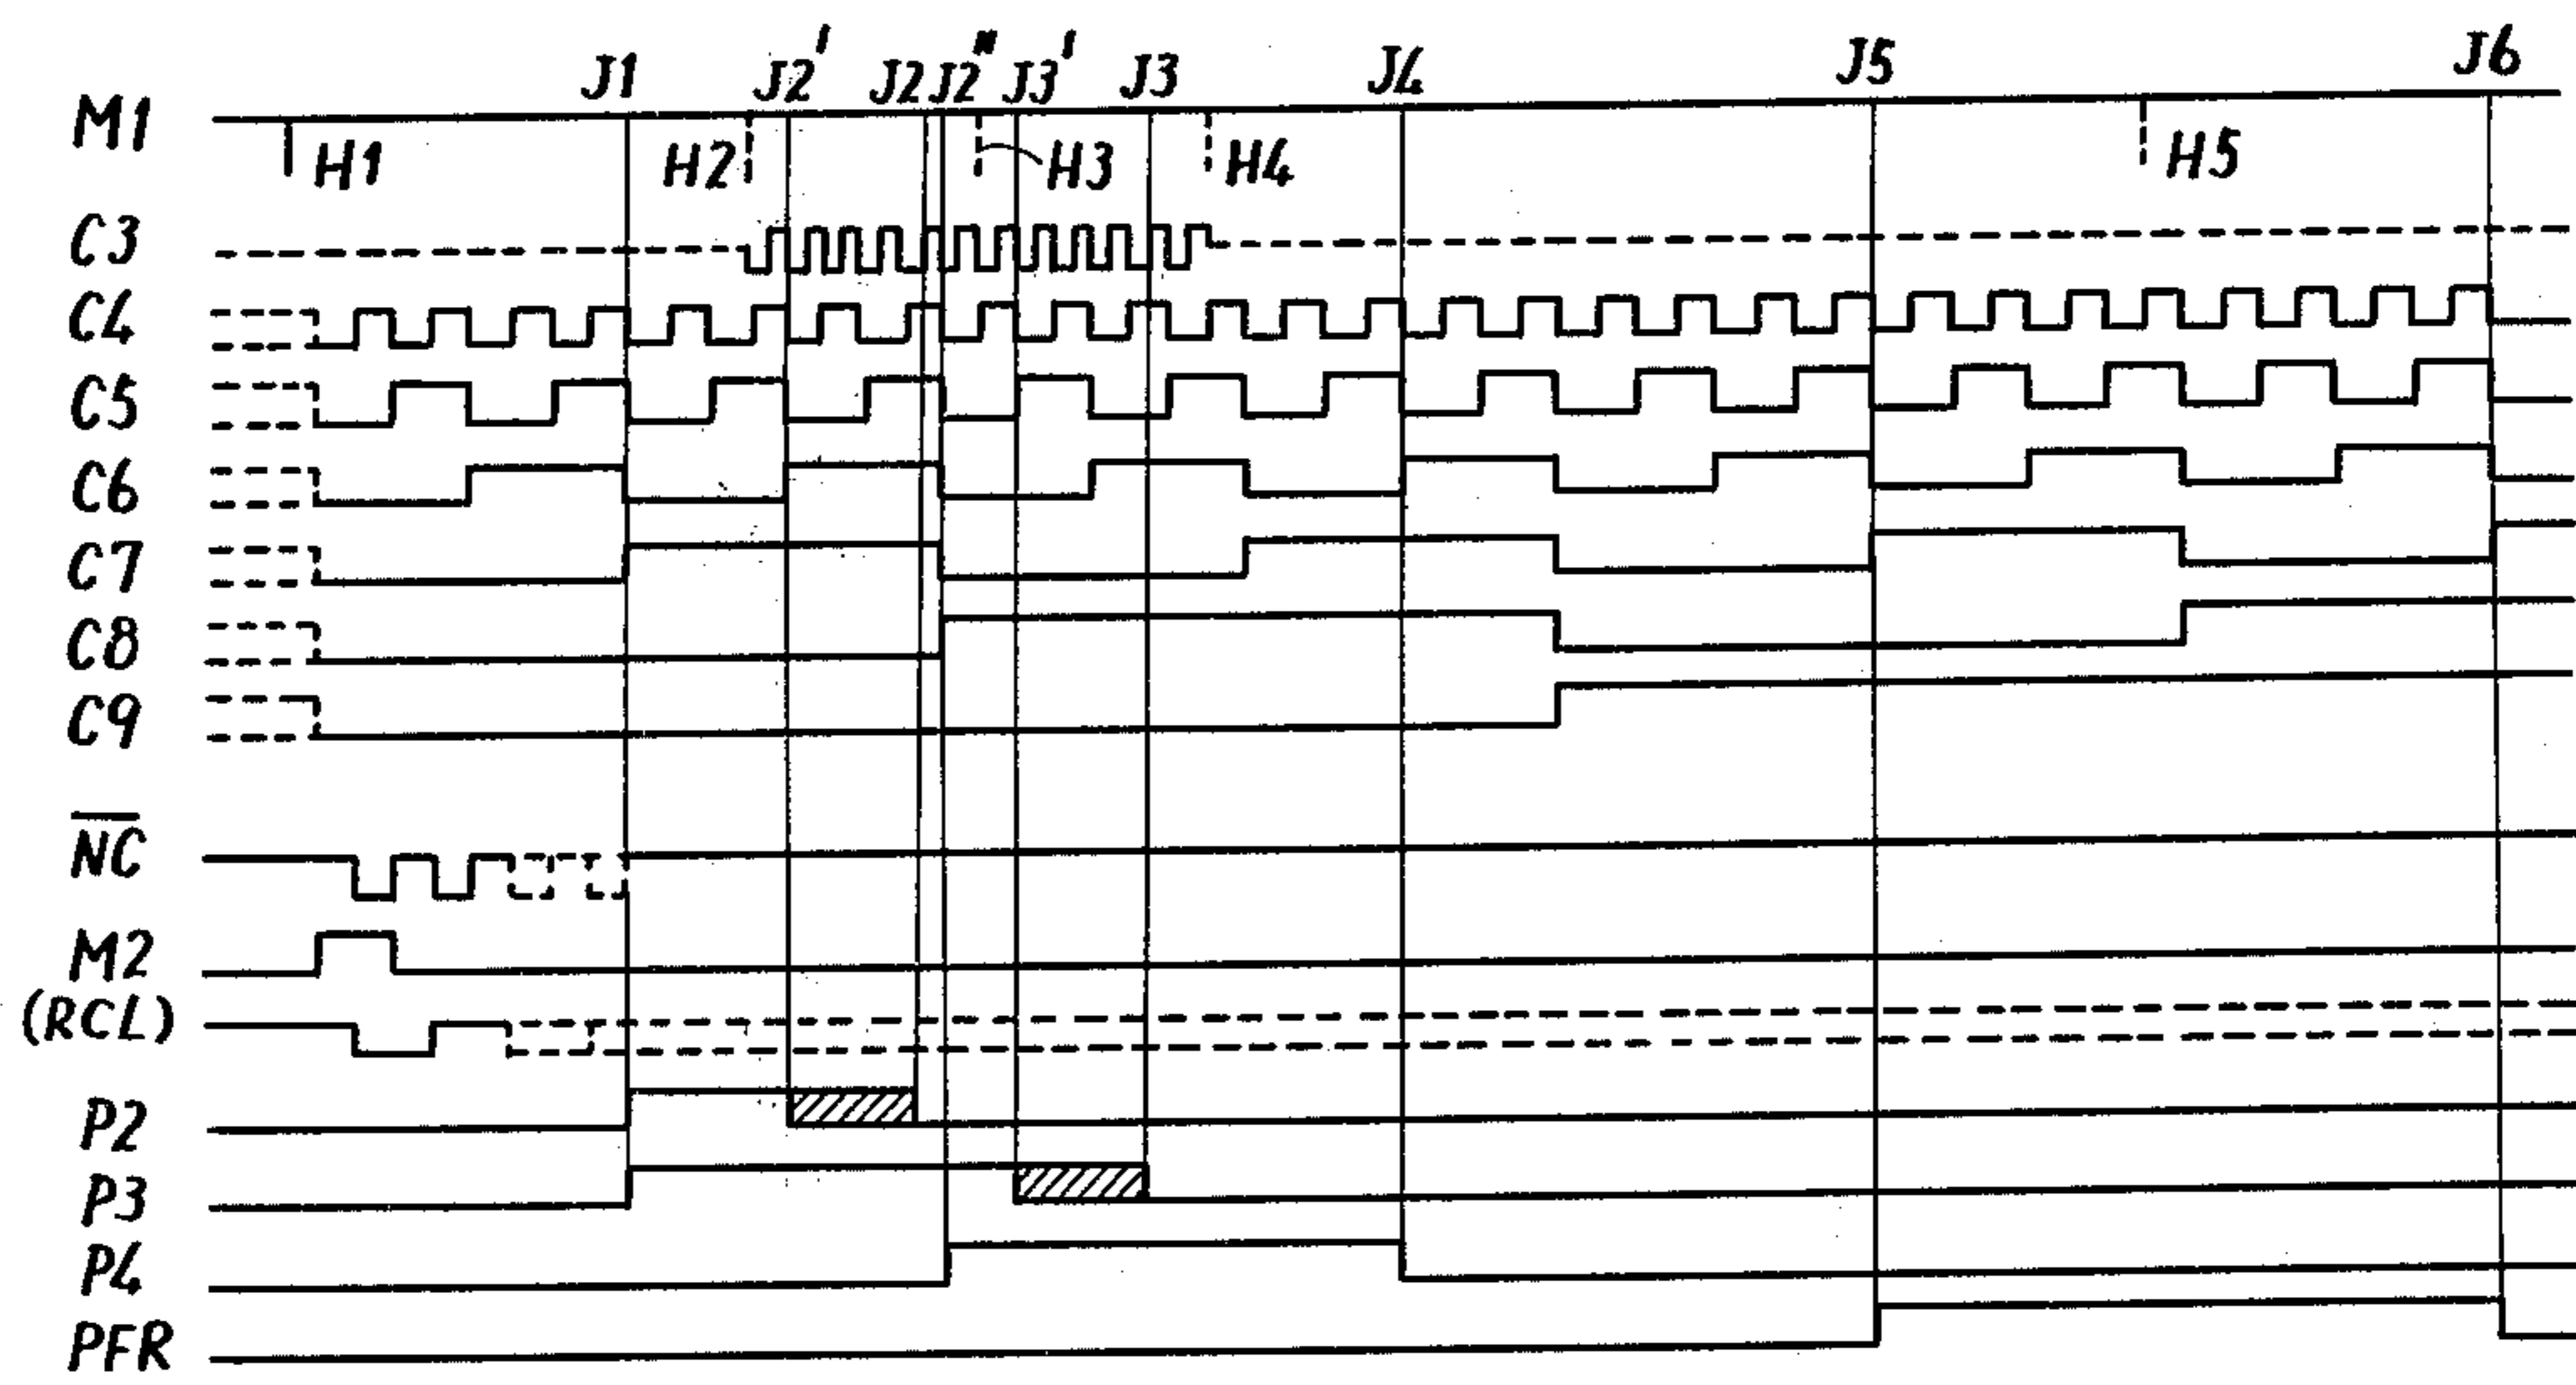 J1 J2' J2 J2" J3' J3 J4 J5 J6
M1
H1 H2 H3 H4 H5
C3
C4
C5
C6
C7
C8
C9
N̅C̅
M2
(RCL)
P2
P3
P4
PFR